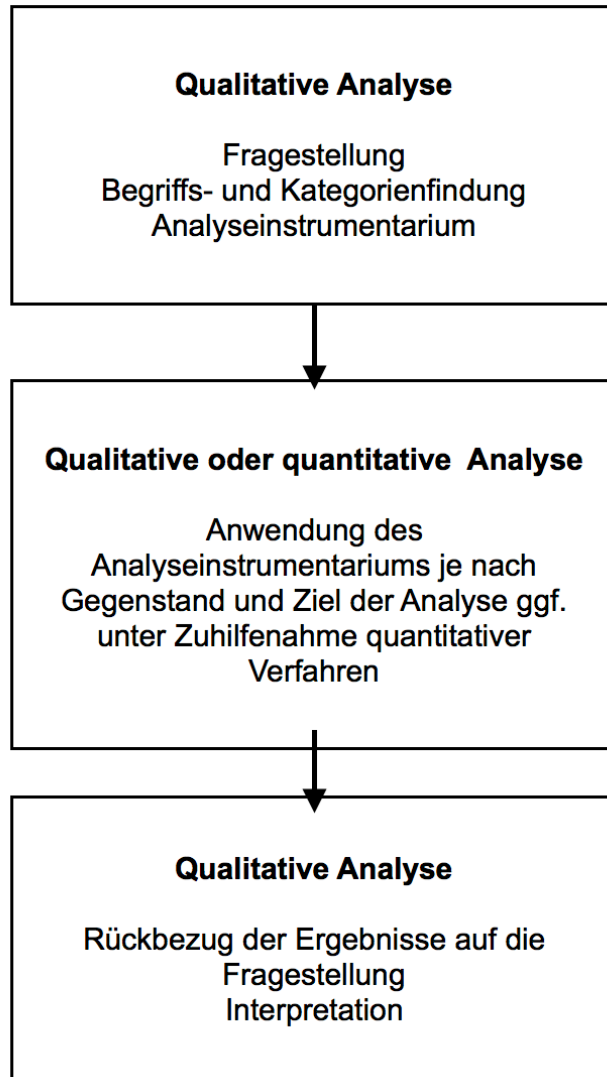 Qualitative Analyse
Fragestellung
Begriffs- und Kategorienfindung
Analyseinstrumentarium
Qualitative oder quantitative  Analyse
Anwendung des
Analyseinstrumentariums je nach
Gegenstand und Ziel der Analyse ggf.
unter Zuhilfenahme quantitativer
Verfahren
Qualitative Analyse
Rückbezug der Ergebnisse auf die
Fragestellung
Interpretation